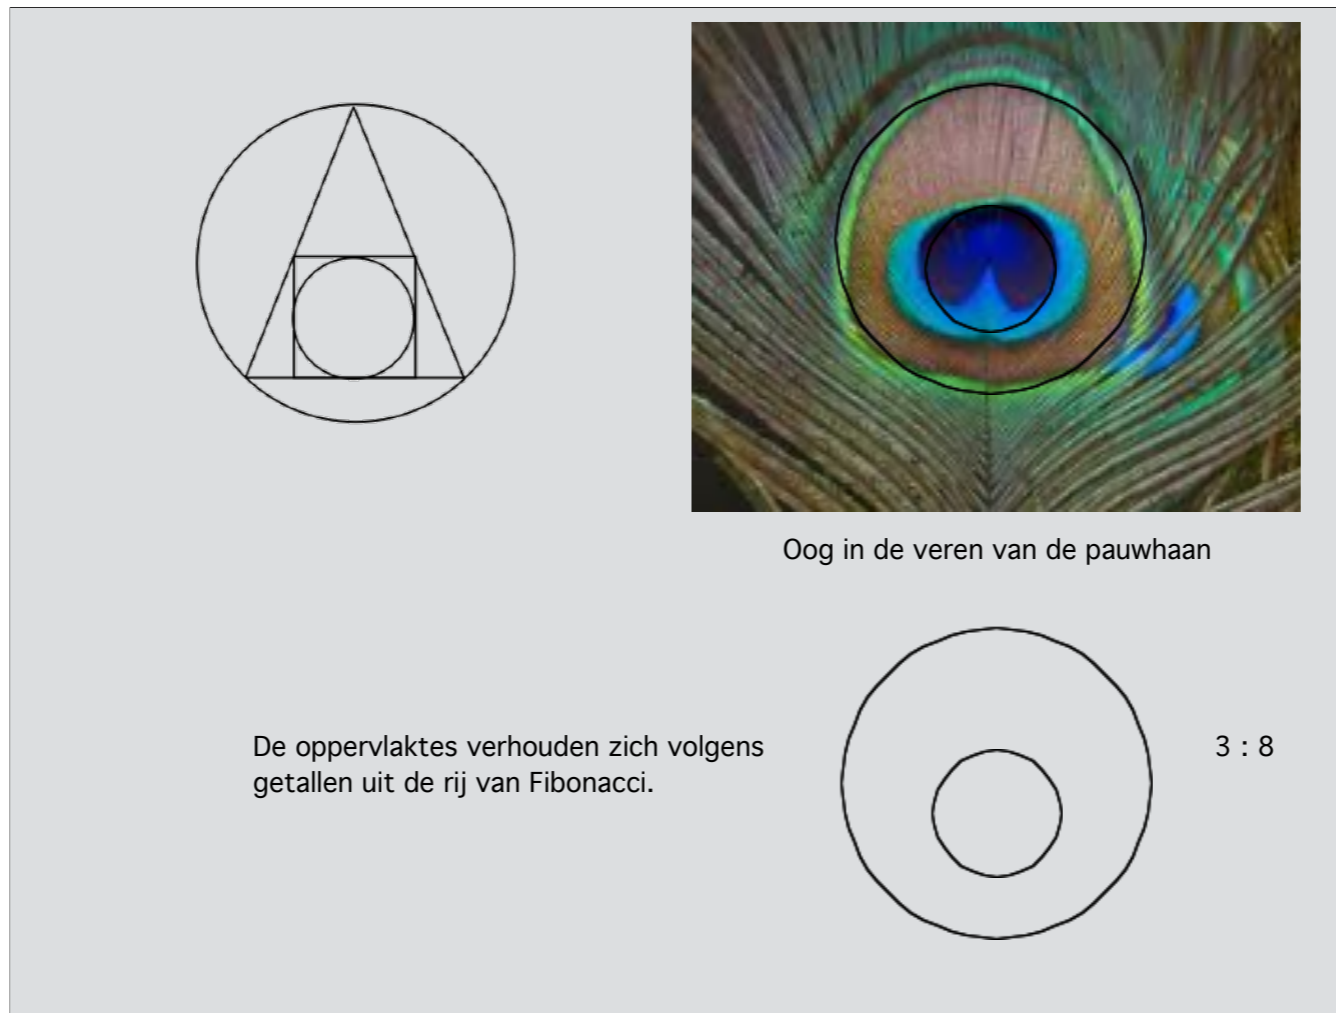 Oog in de veren van de pauwhaan
De oppervlaktes verhouden zich volgens
getallen uit de rij van Fibonacci.
3 : 8